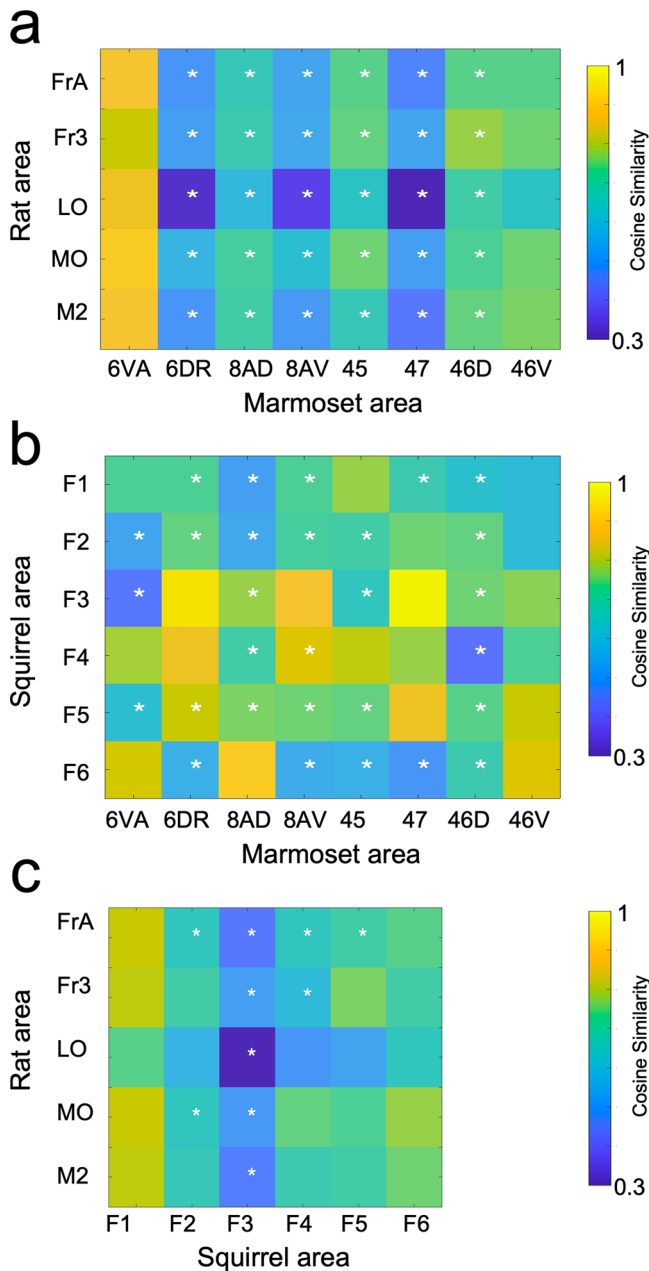 a
FrA
Fr3
LO
MO
M2
Rat area
* * * * * *
* * * * * *
* * * * * *
* * * * * *
* * * * * *
6VA 6DR 8AD 8AV 45 47 46D 46V
Marmoset area
1
Cosine Similarity
0.3
b
F1
F2
F3
F4
F5
F6
Squirrel area
* * * * *
* * * * * *
* * * *
* * *
* * * * * *
* * * * *
6VA 6DR 8AD 8AV 45 47 46D 46V
Marmoset area
1
Cosine Similarity
0.3
c
FrA
Fr3
LO
MO
M2
Rat area
* * * *
* *
*
* *
*
F1 F2 F3 F4 F5 F6
Squirrel area
1
Cosine Similarity
0.3